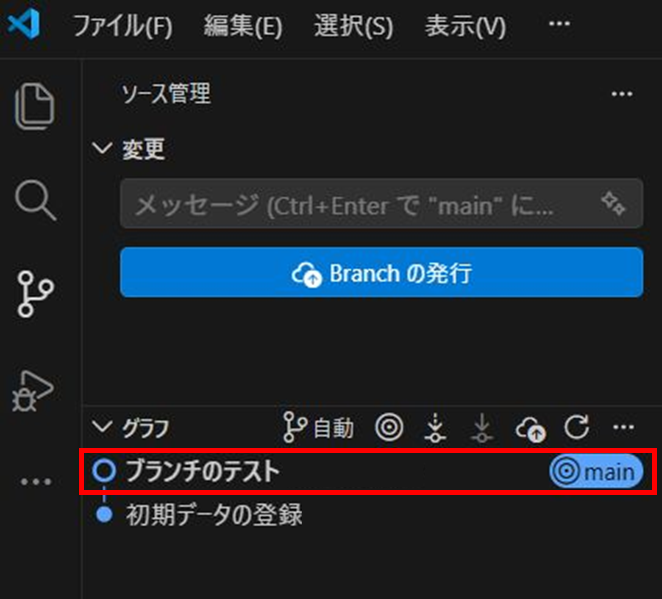 ファイル(F) 編集(E) 選択(S) 表示(V) …
ソース管理 …
変更
メッセージ (Ctrl+Enter で "main" に...
Branch の発行
グラフ 自動 …
ブランチのテスト main
初期データの登録